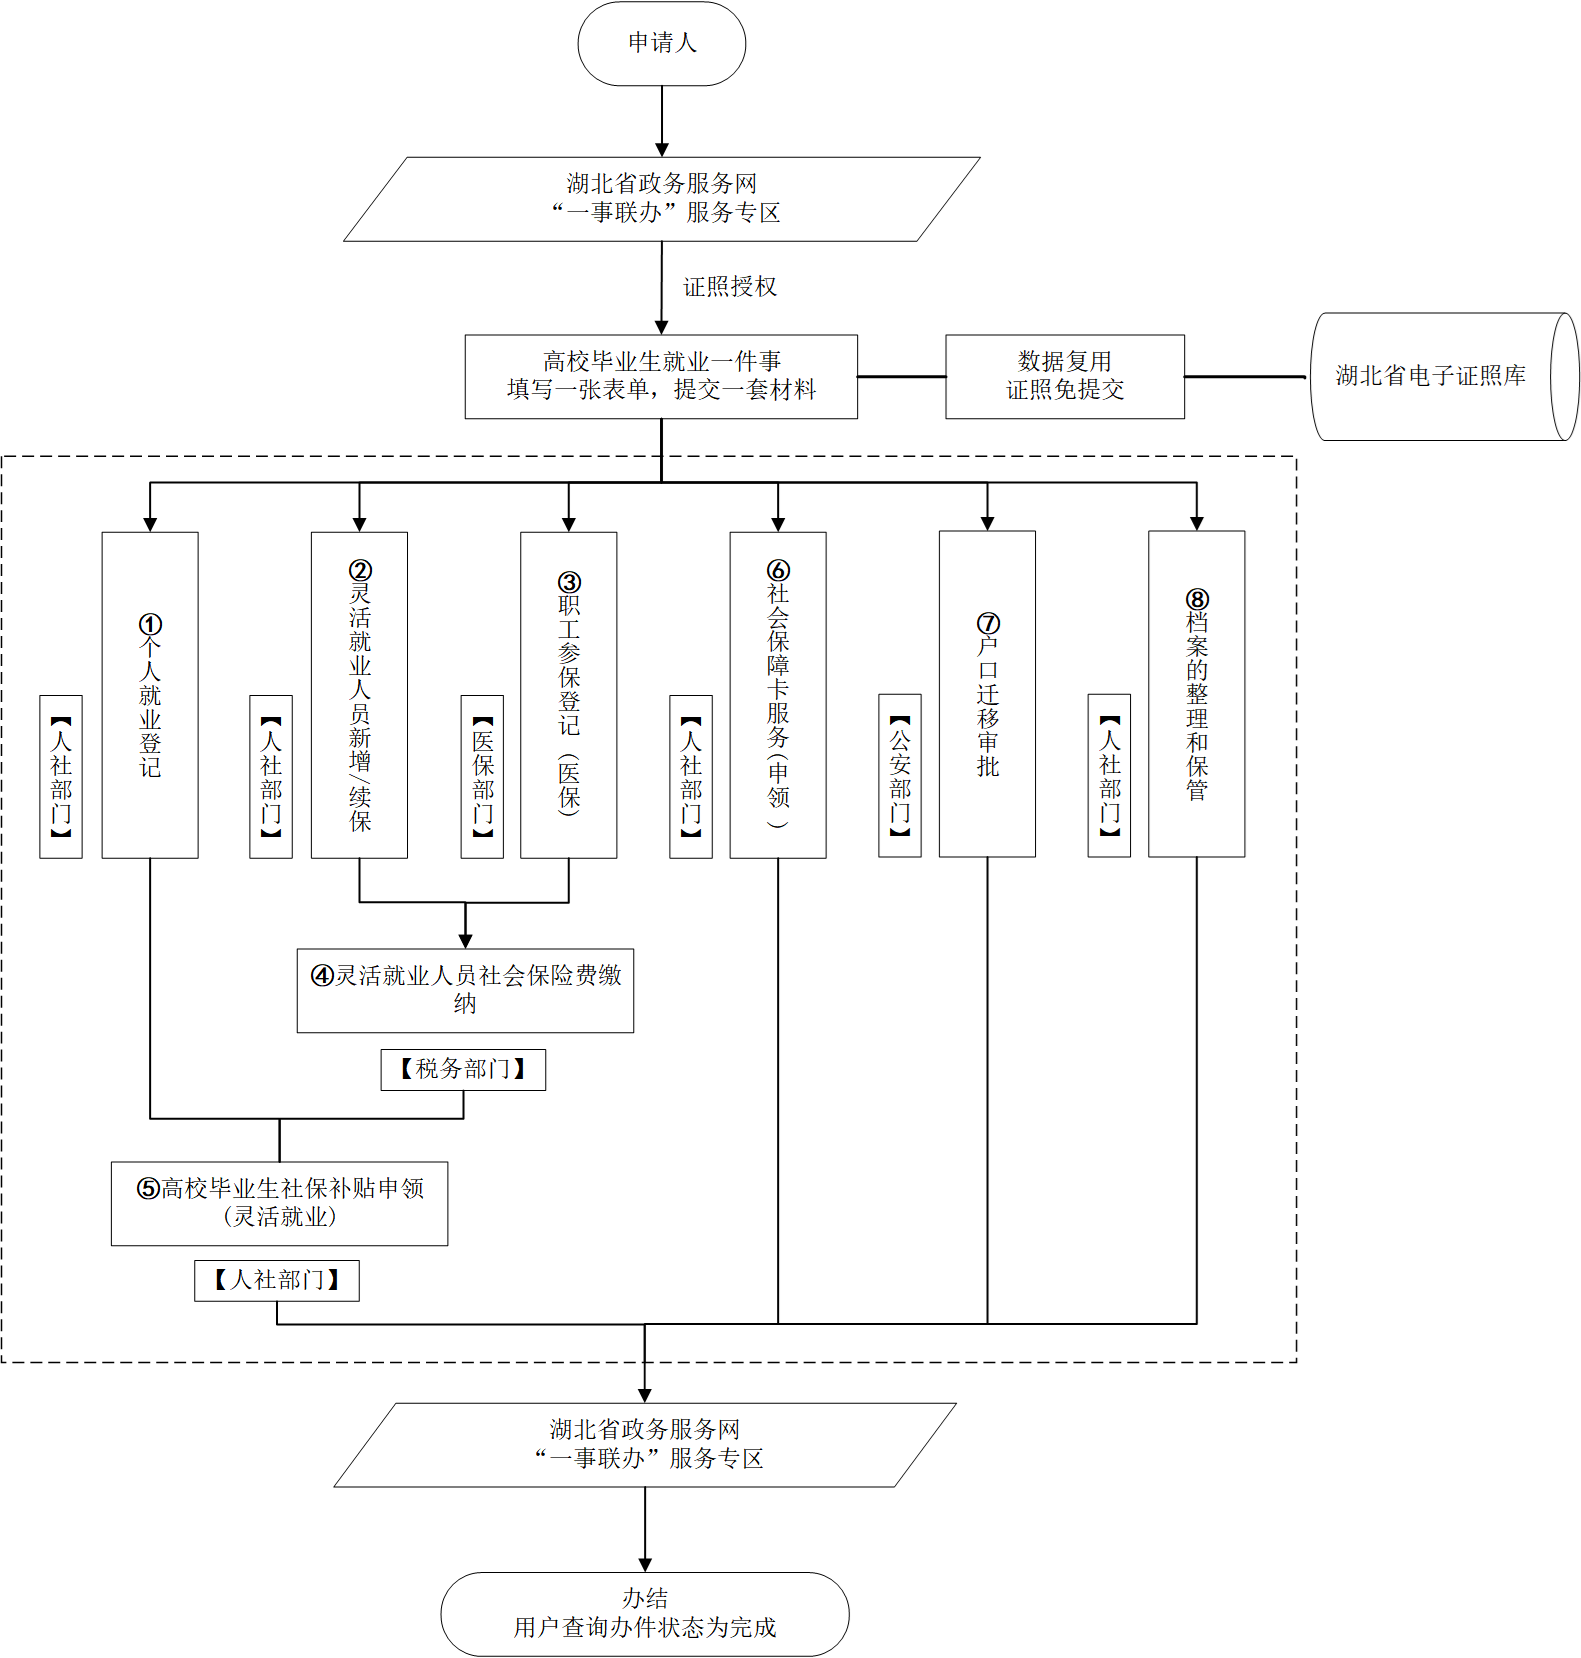 申请人
湖北省政务服务网
“一事联办”服务专区
证照授权
高校毕业生就业一件事
填写一张表单，提交一套材料
数据复用
证照免提交
湖北省电子证照库
【人社部门】
①个人就业登记
【人社部门】
②灵活就业人员新增/续保
【医保部门】
③职工参保登记（医保）
【人社部门】
⑥社会保障卡服务（申领）
【公安部门】
⑦户口迁移审批
【人社部门】
⑧档案的整理和保管
④灵活就业人员社会保险费缴
纳
【税务部门】
⑤高校毕业生社保补贴申领
（灵活就业）
【人社部门】
湖北省政务服务网
“一事联办”服务专区
办结
用户查询办件状态为完成